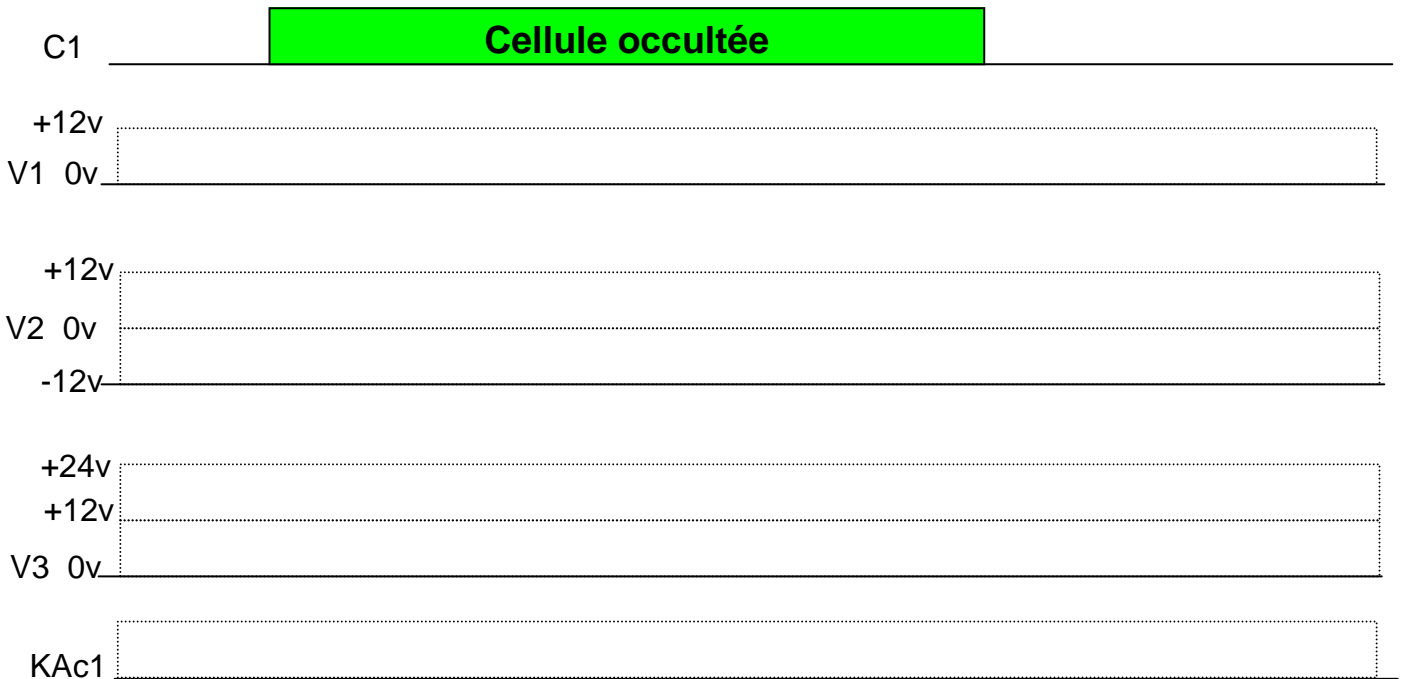 C1 Cellule occultée
+12v
V1 0v
+12v
V2 0v
-12v
+24v
+12v
V3 0v
KAc1